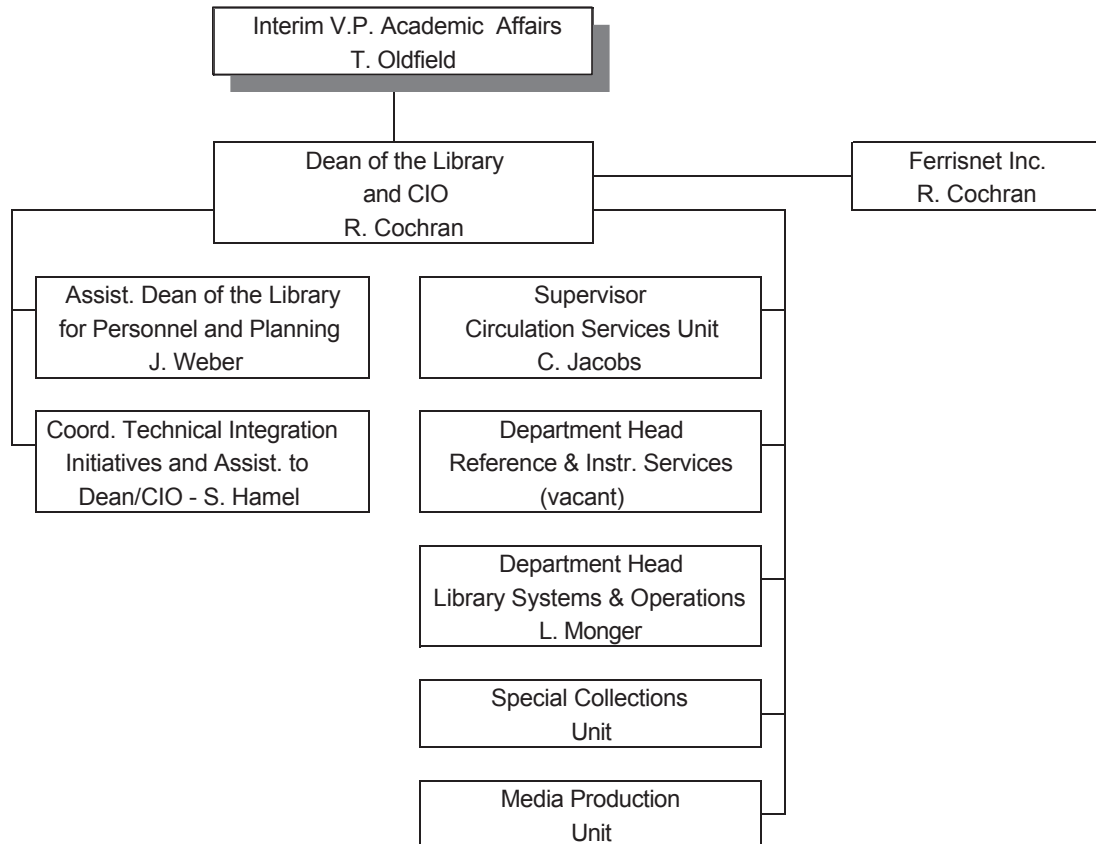 Interim V.P. Academic Affairs
T. Oldfield
Dean of the Library
and CIO
R. Cochran
Ferrisnet Inc.
R. Cochran
Assist. Dean of the Library
for Personnel and Planning
J. Weber
Supervisor
Circulation Services Unit
C. Jacobs
Coord. Technical Integration
Initiatives and Assist. to
Dean/CIO - S. Hamel
Department Head
Reference & Instr. Services
(vacant)
Department Head
Library Systems & Operations
L. Monger
Special Collections
Unit
Media Production
Unit